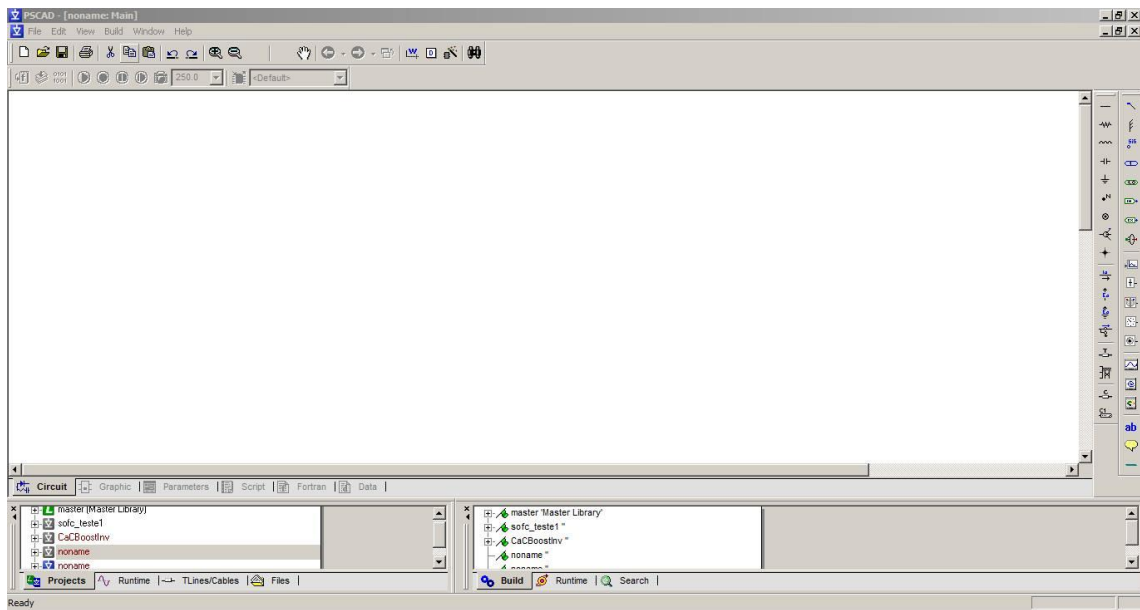 PSCAD - [noname: Main]
File Edit View Build Window Help
250.0 <Default>
Circuit Graphic Parameters Script Fortran Data
master (Master Library)
sofc_teste1
CaCBoostInv
noname
noname
Projects Runtime TLines/Cables Files
master 'Master Library'
sofc_teste1 "
CaCBoostInv "
noname "
noname "
Build Runtime Search
ab
Ready